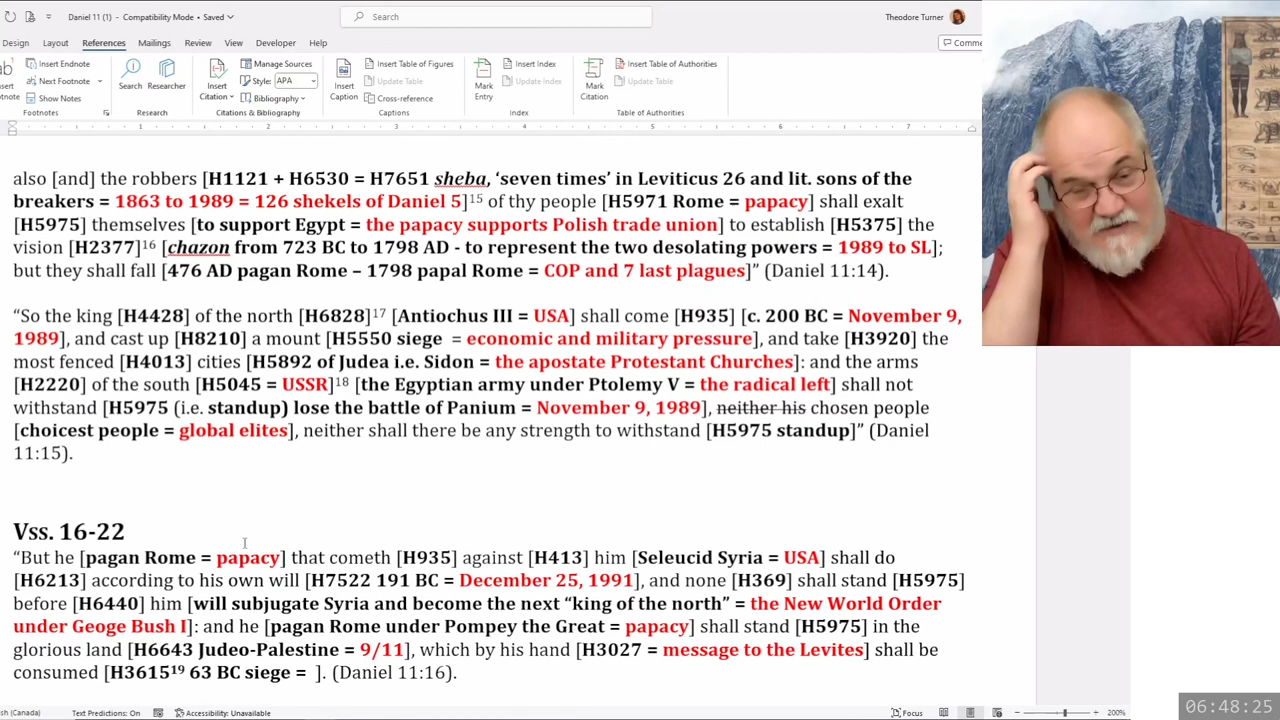 Daniel 11 (1) - Compatibility Mode • Saved
Search
Theodore Turner
Design Layout References Mailings Review View Developer Help
Comme
Insert Endnote
Next Footnote
Show Notes
Footnotes
Search
Researcher
Research
Insert Citation
Manage Sources
Style: APA
Bibliography
Citations & Bibliography
Insert Caption
Insert Table of Figures
Update Table
Cross-reference
Captions
Mark Entry
Insert Index
Update Index
Index
Mark Citation
Insert Table of Authorities
Update Table
Table of Authorities
1 2 3 4 5 6 7
also [and] the robbers [H1121 + H6530 = H7651 sheba, ‘seven times’ in Leviticus 26 and lit. sons of the
breakers = 1863 to 1989 = 126 shekels of Daniel 5]15 of thy people [H5971 Rome = papacy] shall exalt
[H5975] themselves [to support Egypt = the papacy supports Polish trade union] to establish [H5375] the
vision [H2377]16 [chazon from 723 BC to 1798 AD - to represent the two desolating powers = 1989 to SL];
but they shall fall [476 AD pagan Rome – 1798 papal Rome = COP and 7 last plagues]” (Daniel 11:14).
“So the king [H4428] of the north [H6828]17 [Antiochus III = USA] shall come [H935] [c. 200 BC = November 9,
1989], and cast up [H8210] a mount [H5550 siege = economic and military pressure], and take [H3920] the
most fenced [H4013] cities [H5892 of Judea i.e. Sidon = the apostate Protestant Churches]: and the arms
[H2220] of the south [H5045 = USSR]18 [the Egyptian army under Ptolemy V = the radical left] shall not
withstand [H5975 (i.e. standup) lose the battle of Panium = November 9, 1989], neither his chosen people
[choicest people = global elites], neither shall there be any strength to withstand [H5975 standup]” (Daniel
11:15).
Vss. 16-22
“But he [pagan Rome = papacy] that cometh [H935] against [H413] him [Seleucid Syria = USA] shall do
[H6213] according to his own will [H7522 191 BC = December 25, 1991], and none [H369] shall stand [H5975]
before [H6440] him [will subjugate Syria and become the next “king of the north” = the New World Order
under Geoge Bush I]: and he [pagan Rome under Pompey the Great = papacy] shall stand [H5975] in the
glorious land [H6643 Judeo-Palestine = 9/11], which by his hand [H3027 = message to the Levites] shall be
consumed [H361519 63 BC siege = ]. (Daniel 11:16).
06:48:25
sh (Canada) Text Predictions: On Accessibility: Unavailable Focus 200%